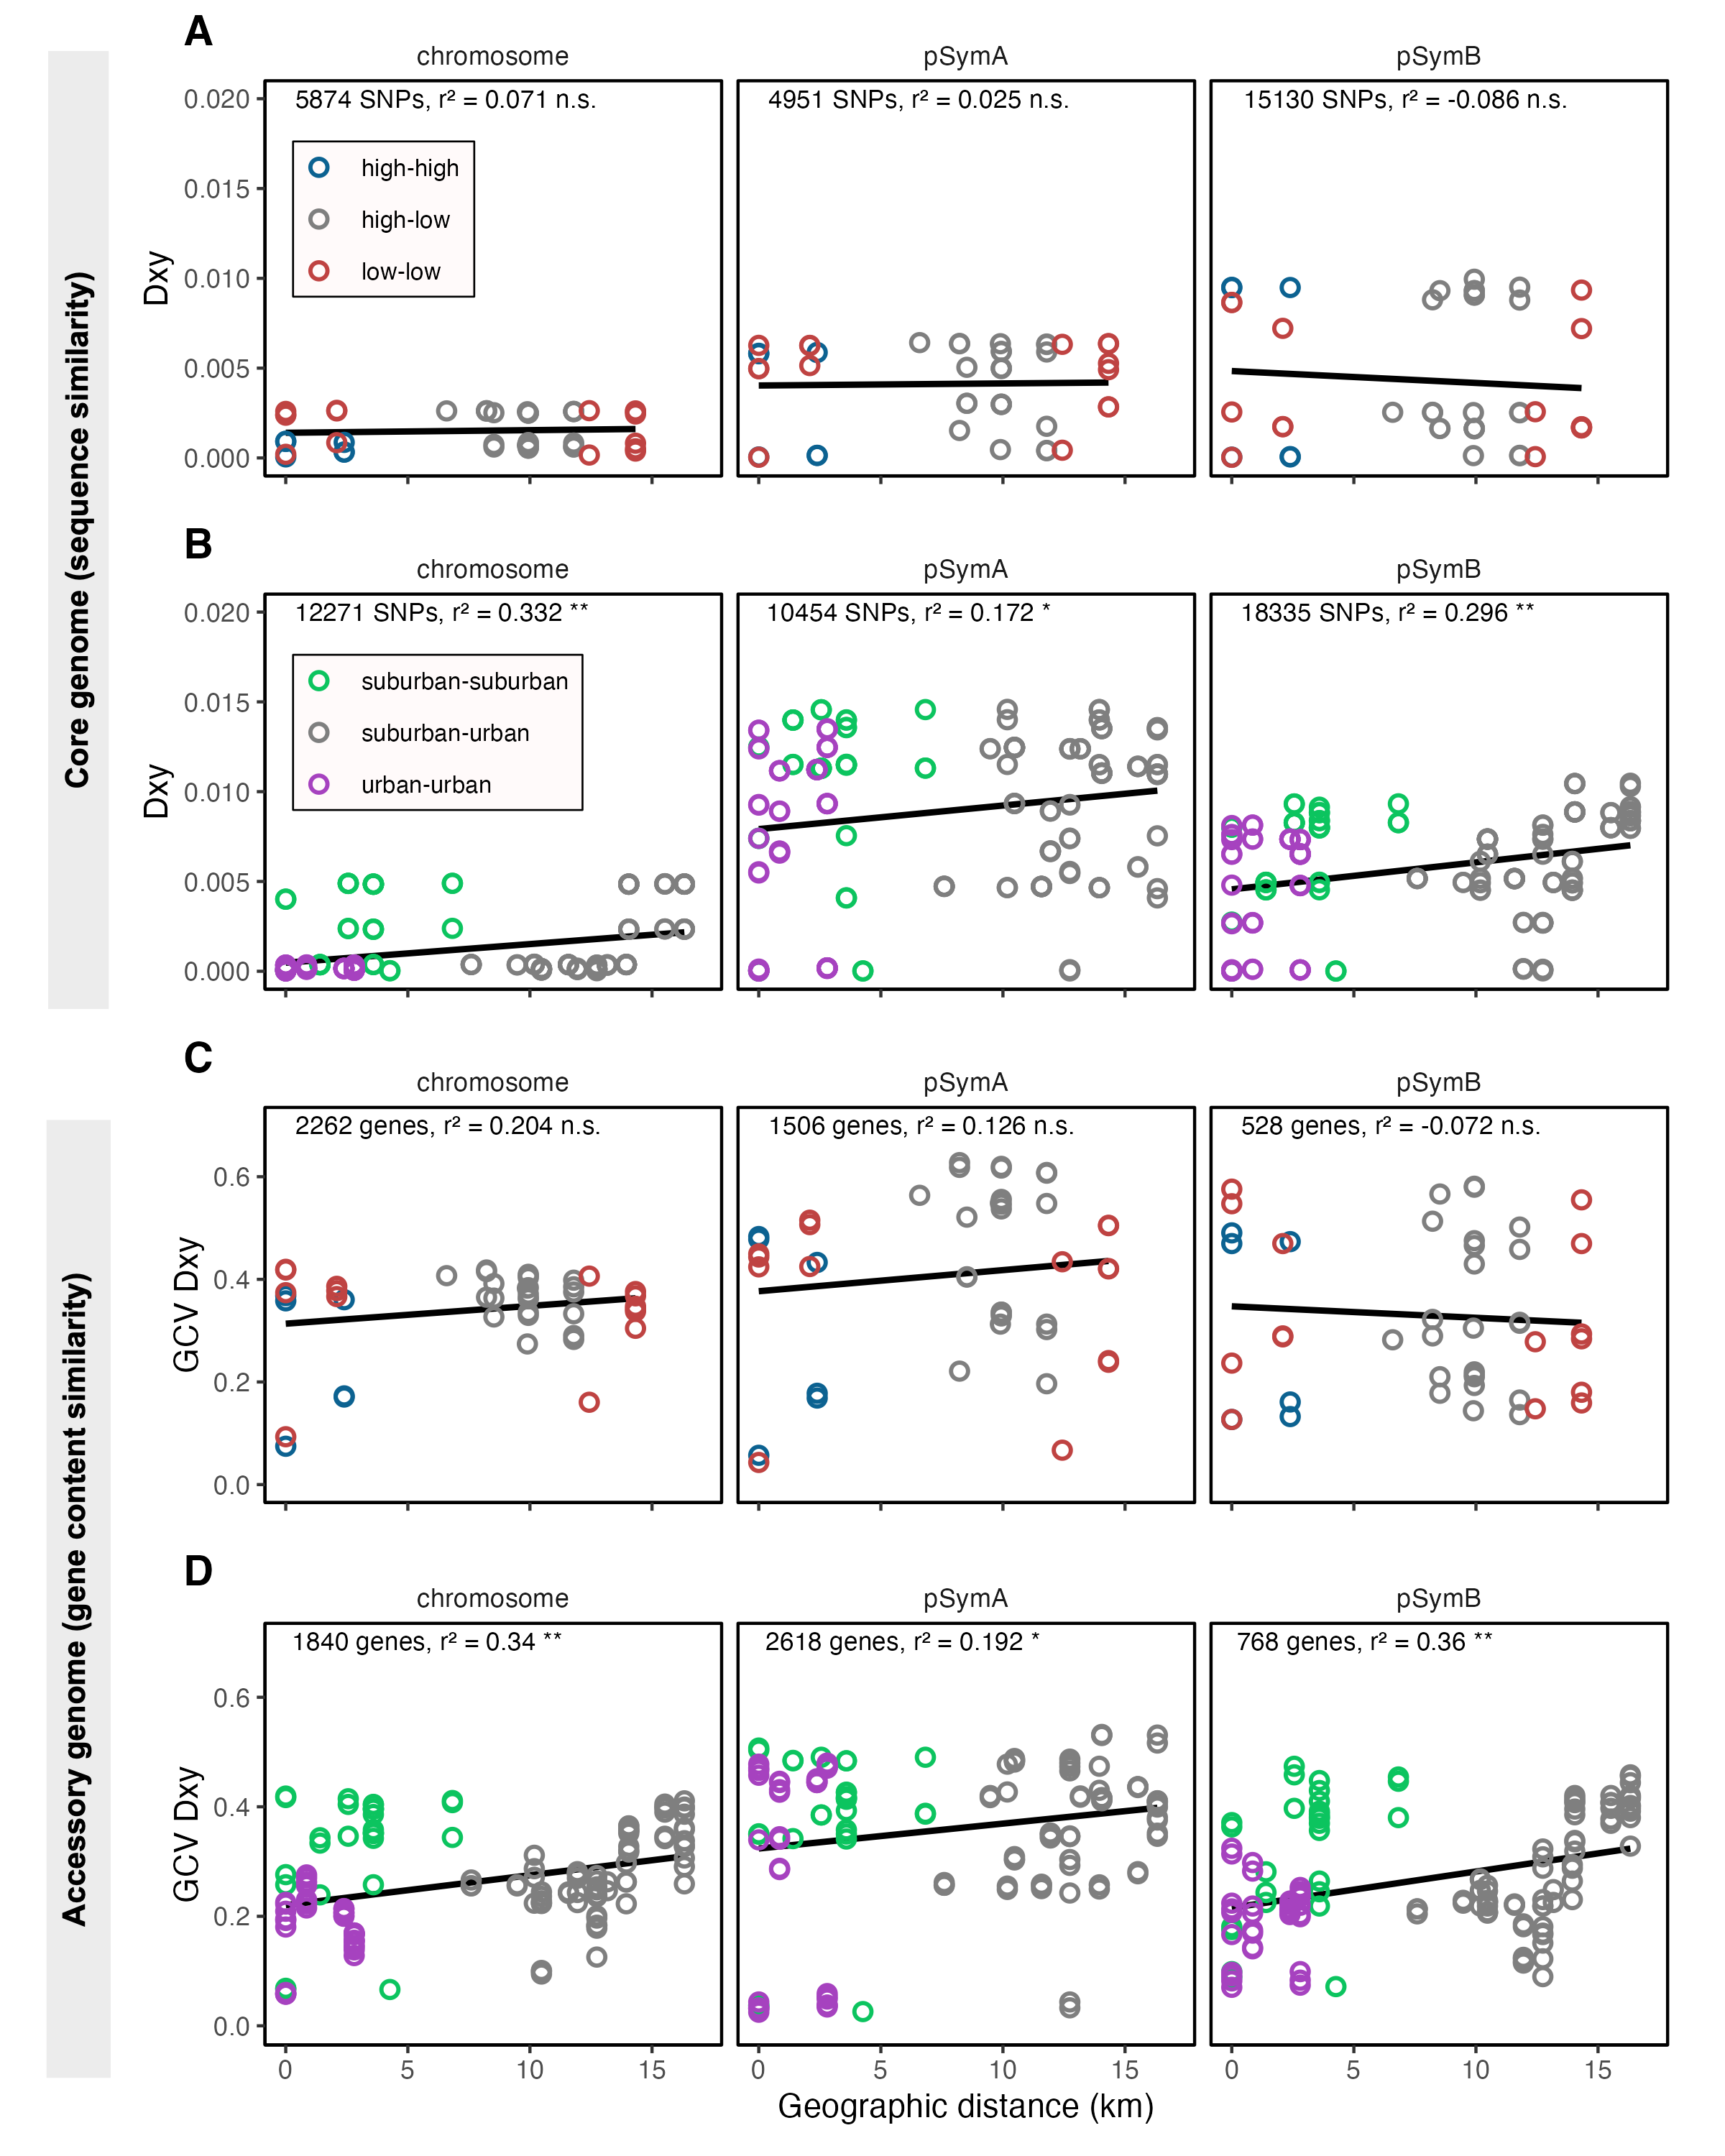 A
chromosome
pSymA
pSymB
5874 SNPs, r² = 0.071 n.s.
4951 SNPs, r² = 0.025 n.s.
15130 SNPs, r² = -0.086 n.s.
high-high
high-low
low-low
0.020
0.015
0.010
0.005
0.000
Dxy
Core genome (sequence similarity)
B
chromosome
pSymA
pSymB
12271 SNPs, r² = 0.332 **
10454 SNPs, r² = 0.172 *
18335 SNPs, r² = 0.296 **
suburban-suburban
suburban-urban
urban-urban
0.020
0.015
0.010
0.005
0.000
Dxy
C
chromosome
pSymA
pSymB
2262 genes, r² = 0.204 n.s.
1506 genes, r² = 0.126 n.s.
528 genes, r² = -0.072 n.s.
0.6
0.4
0.2
0.0
GCV Dxy
Accessory genome (gene content similarity)
D
chromosome
pSymA
pSymB
1840 genes, r² = 0.34 **
2618 genes, r² = 0.192 *
768 genes, r² = 0.36 **
0.6
0.4
0.2
0.0
GCV Dxy
0 5 10 15
0 5 10 15
0 5 10 15
Geographic distance (km)